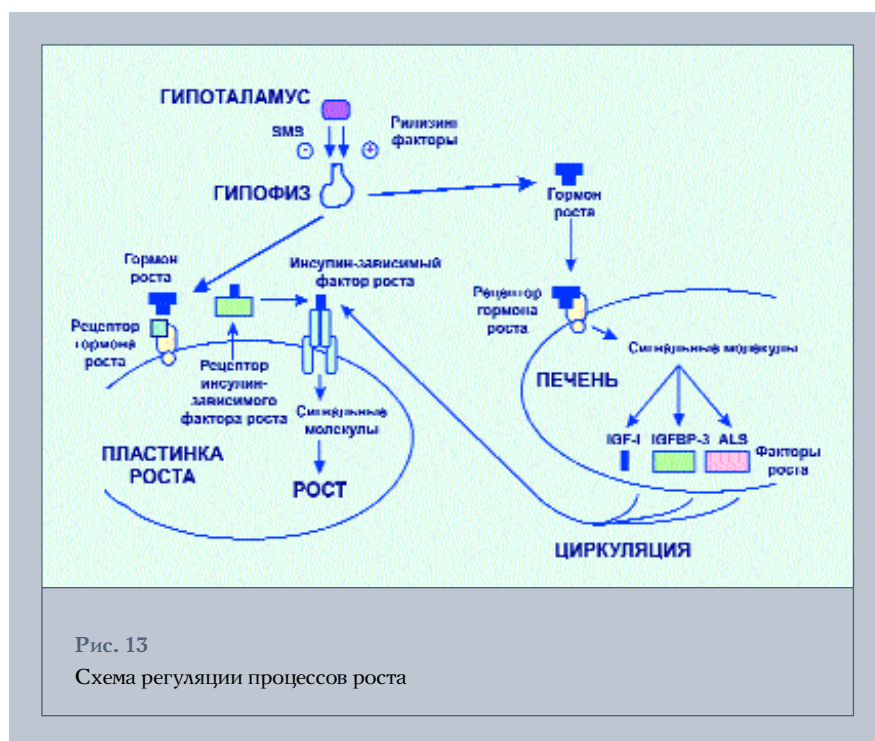 ГИПОТАЛАМУС
SMS
Рилизинг
факторы
ГИПОФИЗ
Гормон
роста
Гормон
роста
Инсулин-зависимый
фактор роста
Рецептор
гормона
роста
Рецептор
гормона
роста
Рецептор
инсулин-
зависимого
фактора роста
Сигнальные
молекулы
Сигнальные молекулы
ПЕЧЕНЬ
IGF-I IGFBP-3 ALS
Факторы
роста
ПЛАСТИНКА
РОСТА
РОСТ
ЦИРКУЛЯЦИЯ
Рис. 13
Схема регуляции процессов роста